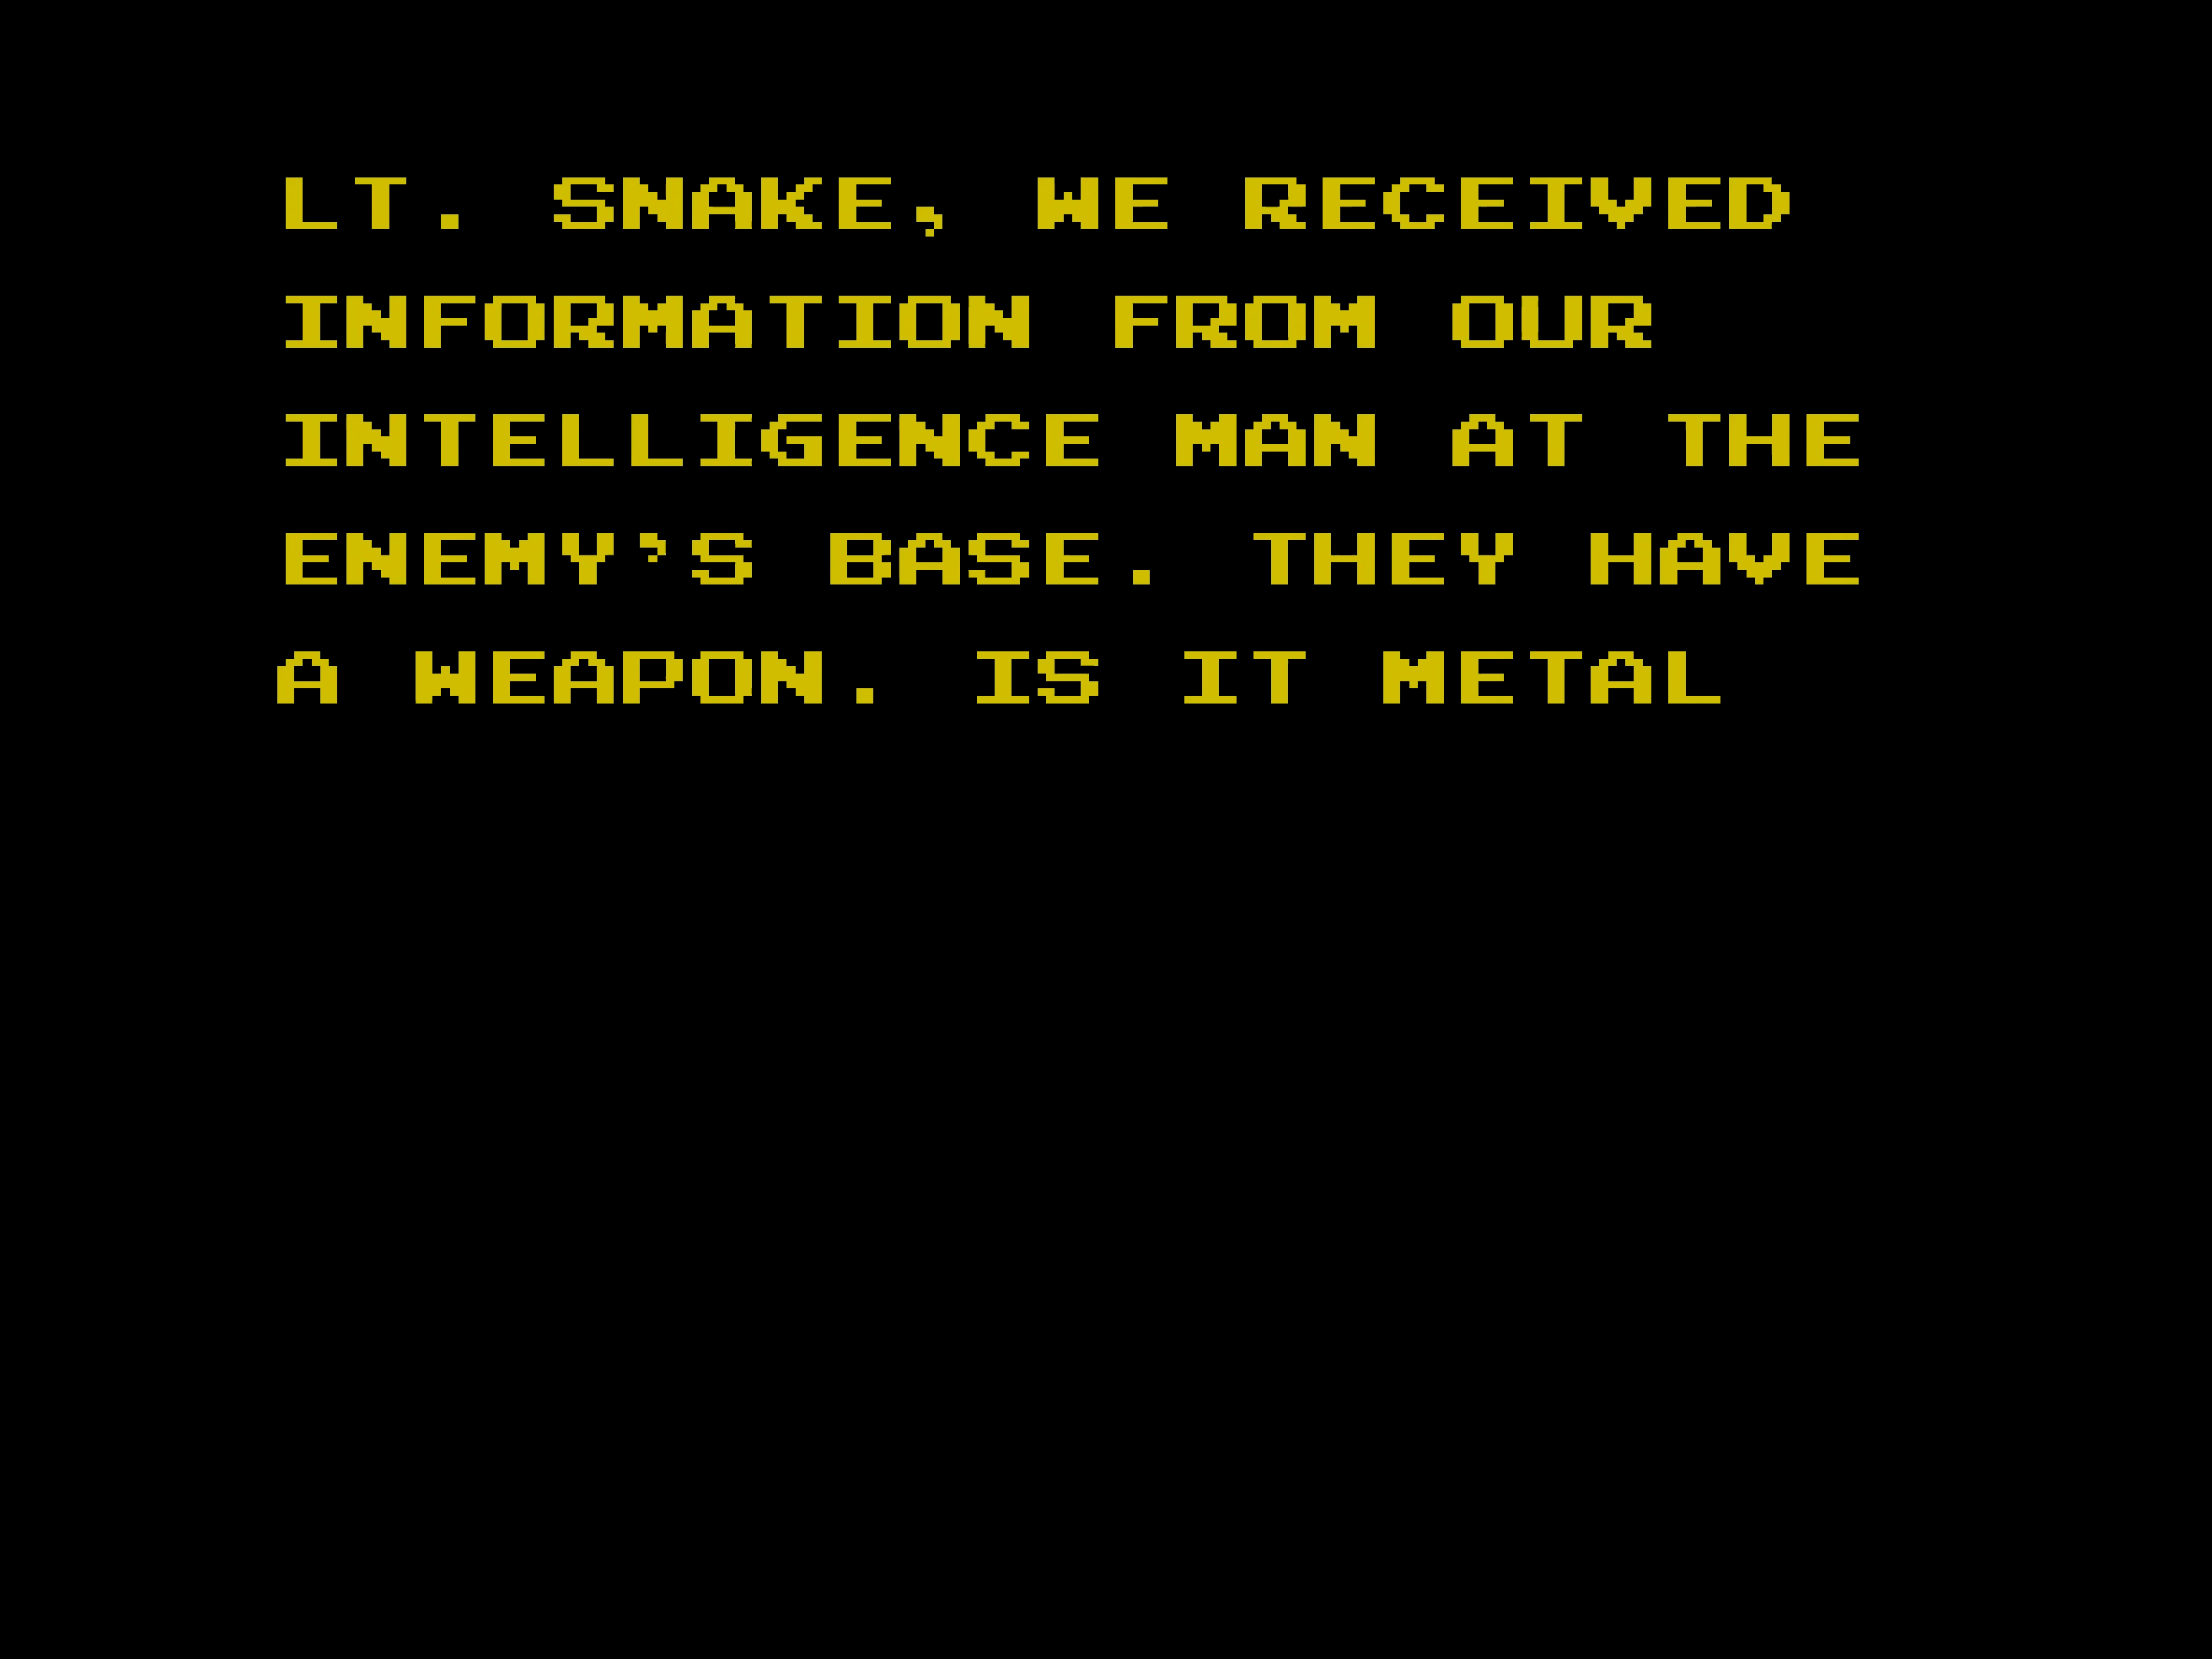 LT. SNAKE, WE RECEIVED
INFORMATION FROM OUR
INTELLIGENCE MAN AT THE
ENEMY'S BASE. THEY HAVE
A WEAPON. IS IT METAL